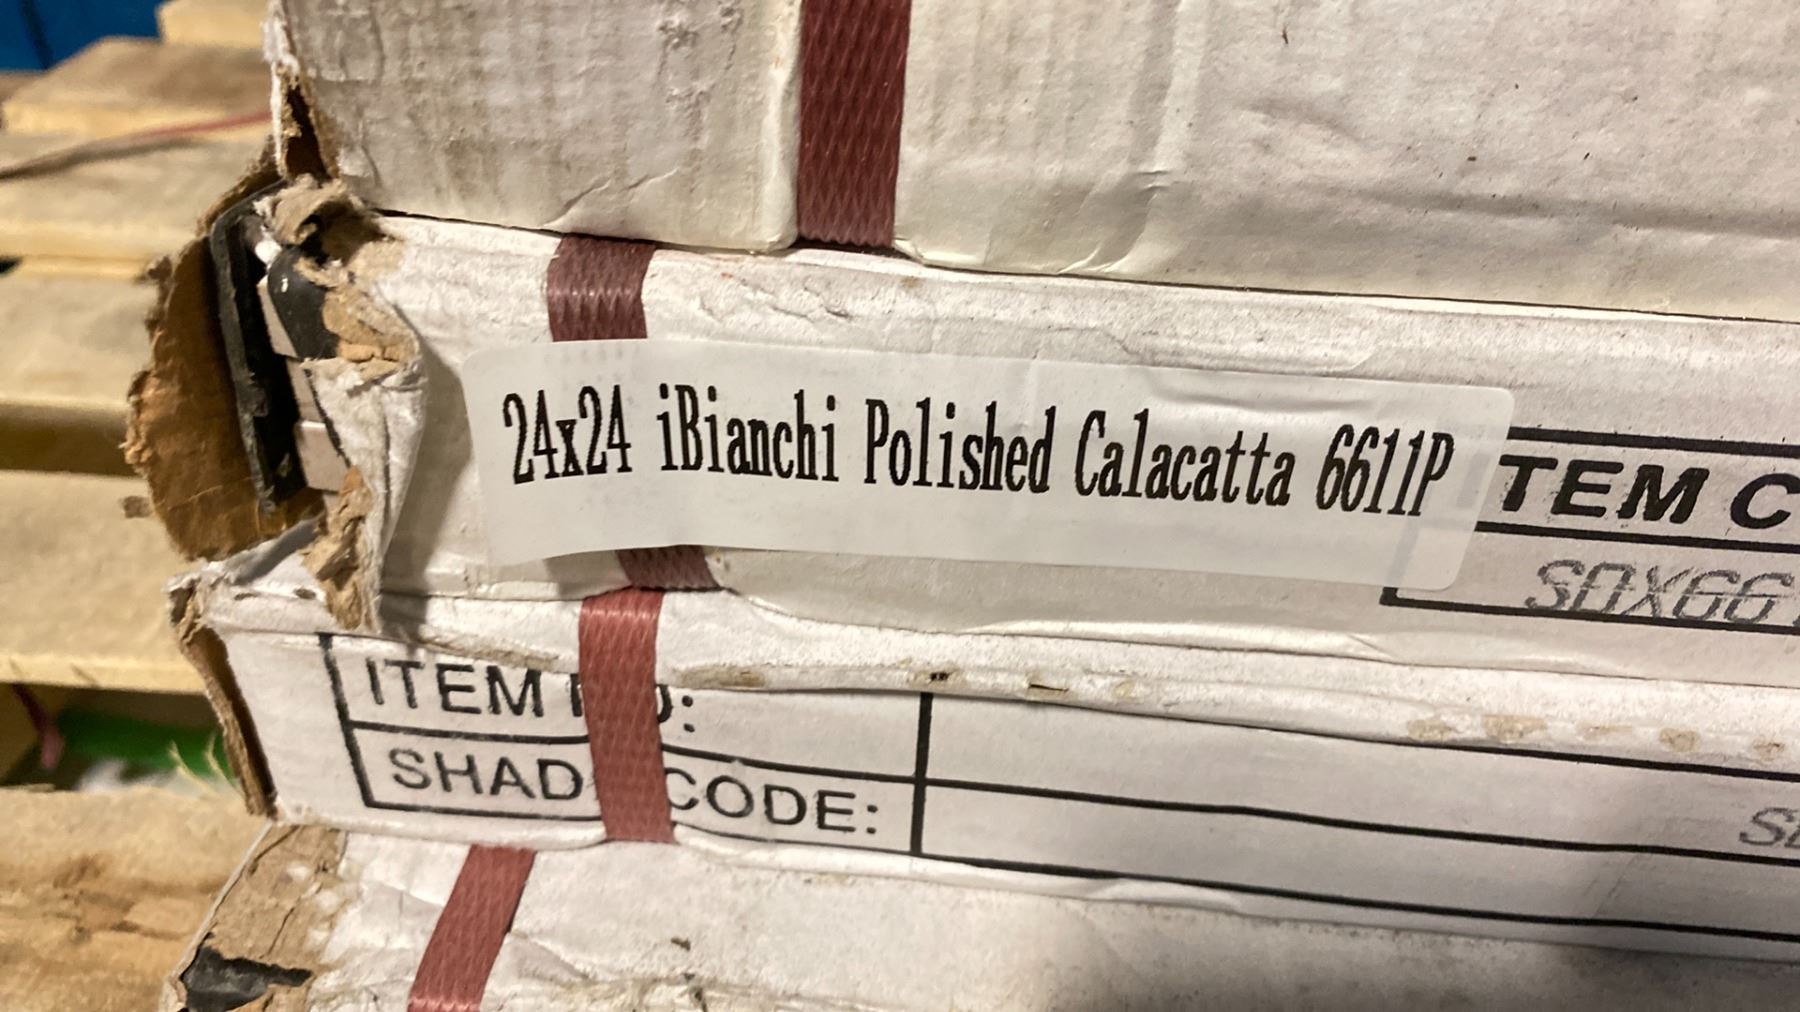 24x24 iBianchi Polished Calacatta 6611P
TEM C
SDX66
ITEM
SHAD CODE: